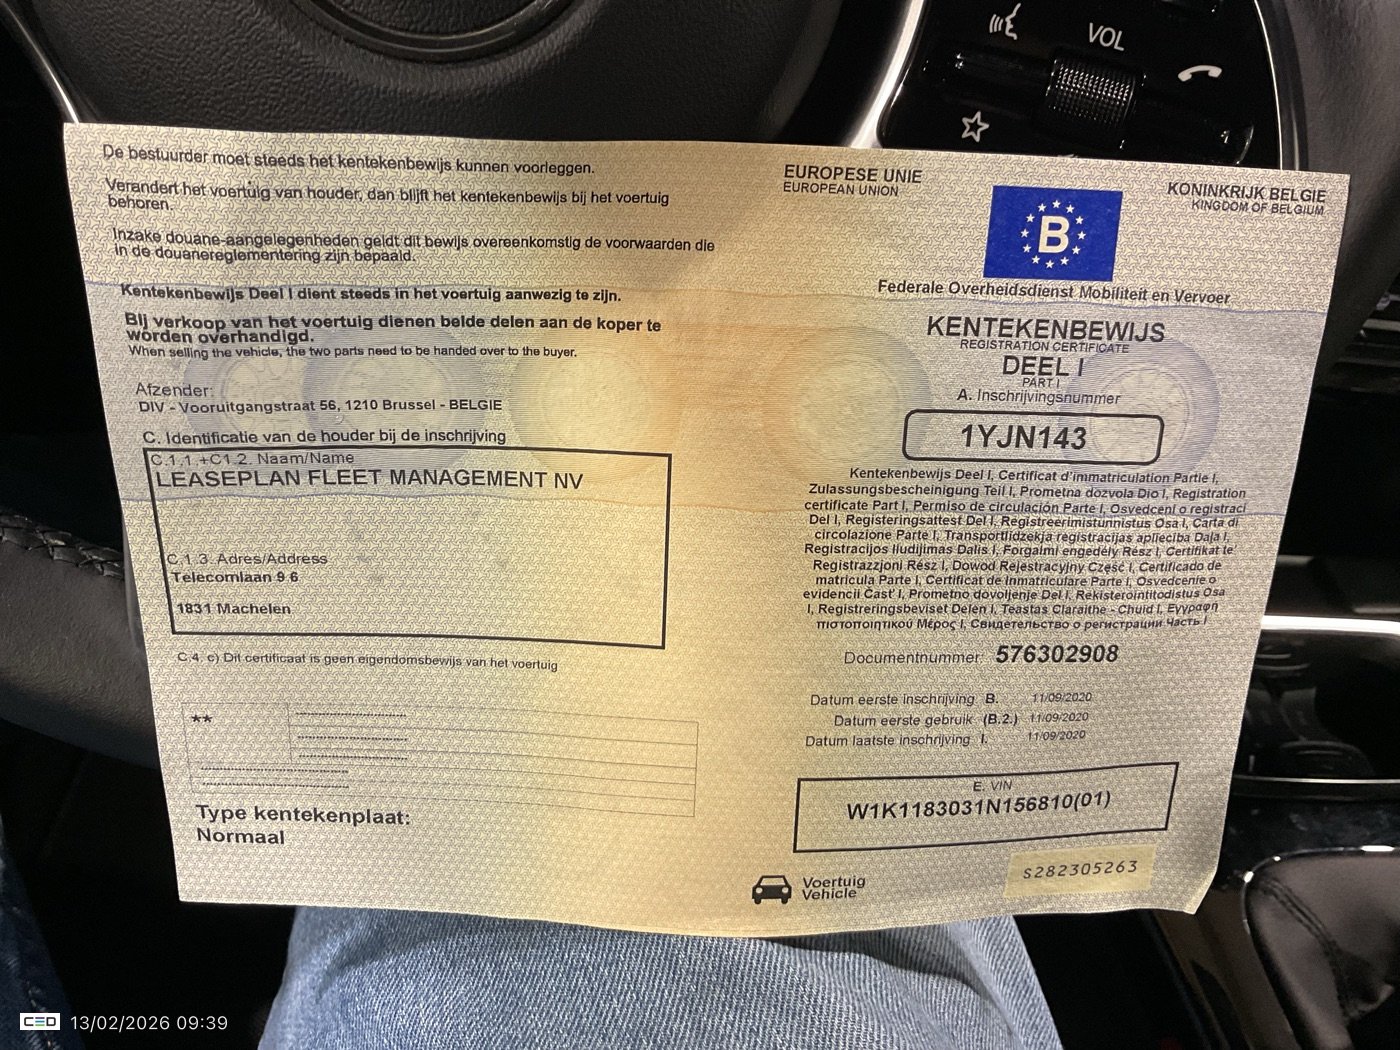 VOL
De bestuurder moet steeds het kentekenbewijs kunnen voorleggen.
Verandert het voertuig van houder, dan blijft het kentekenbewijs bij het voertuig
behoren.
Inzake douane-aangelegenheden geldt dit bewijs overeenkomstig de voorwaarden die
in de douanereglementering zijn bepaald.
Kentekenbewijs Deel I dient steeds in het voertuig aanwezig te zijn.
Bij verkoop van het voertuig dienen beide delen aan de koper te
worden overhandigd.
When selling the vehicle, the two parts need to be handed over to the buyer.
Afzender:
DIV - Vooruitgangstraat 56, 1210 Brussel - BELGIE
C. Identificatie van de houder bij de inschrijving
C.1.1.+C1.2. Naam/Name
LEASEPLAN FLEET MANAGEMENT NV
C.1.3. Adres/Address
Telecomlaan 9 6
1831 Machelen
C.4. c) Dit certificaat is geen eigendomsbewijs van het voertuig
**
Type kentekenplaat:
Normaal
EUROPESE UNIE
EUROPEAN UNION
B
KONINKRIJK BELGIE
KINGDOM OF BELGIUM
Federale Overheidsdienst Mobiliteit en Vervoer
KENTEKENBEWIJS
REGISTRATION CERTIFICATE
DEEL I
PART I
A. Inschrijvingsnummer
1YJN143
Kentekenbewijs Deel I, Certificat d'immatriculation Partie I,
Zulassungsbescheinigung Teil I, Prometna dozvola Dio I, Registration
certificate Part I, Permiso de circulación Parte I, Osvedcení o registraci
Del I, Registeringsattest Del I, Registreerimistunnistus Osa I, Carta di
circolazione Parte I, Transportlidzekja registracijas aplieciba Daļa I,
Registracijos liudijimas Dalis I, Forgalmi engedély Rész I, Certifikat te'
Registrazzjoni Rész I, Dowod Rejestracyjny Część I, Certificado de
matricula Parte I, Certificat de Inmatriculare Parte I, Osvedcenie o
evidencii Čast' I, Prometno dovoljenje Del I, Rekisterointitodistus Osa
I, Registreringsbeviset Delen I, Teastas Claraithe - Chuid I, Εγγραφη
πιστοποιητικού Μέρος I, Свидетельство о регистрации Часть I
Documentnummer: 576302908
Datum eerste inschrijving B. 11/09/2020
Datum eerste gebruik (B.2.) 11/09/2020
Datum laatste inschrijving I. 11/09/2020
E. VIN
W1K1183031N156810(01)
Voertuig
Vehicle
S282305263
CED 13/02/2026 09:39